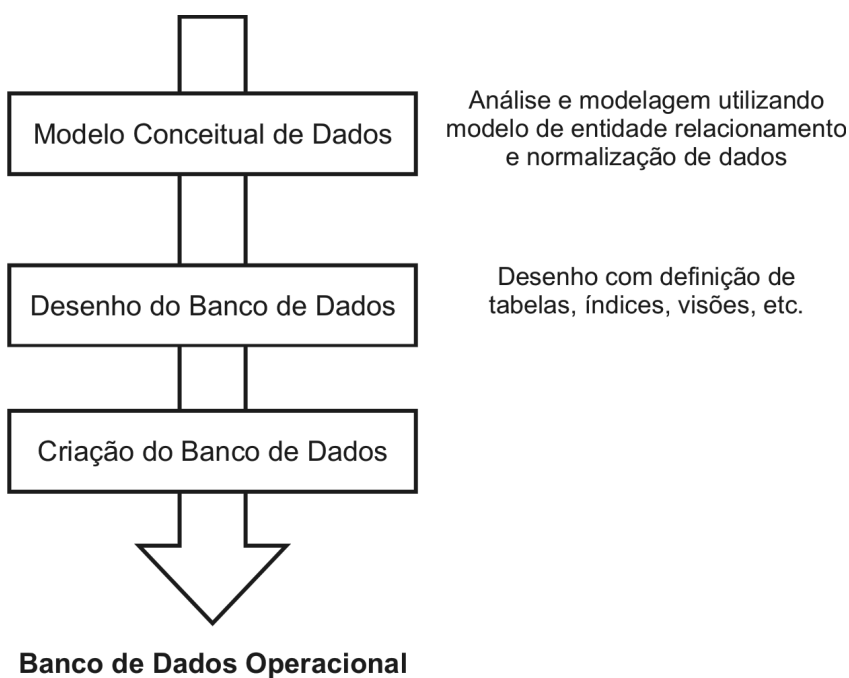 Modelo Conceitual de Dados
Análise e modelagem utilizando
modelo de entidade relacionamento
e normalização de dados
Desenho do Banco de Dados
Desenho com definição de
tabelas, índices, visões, etc.
Criação do Banco de Dados
Banco de Dados Operacional